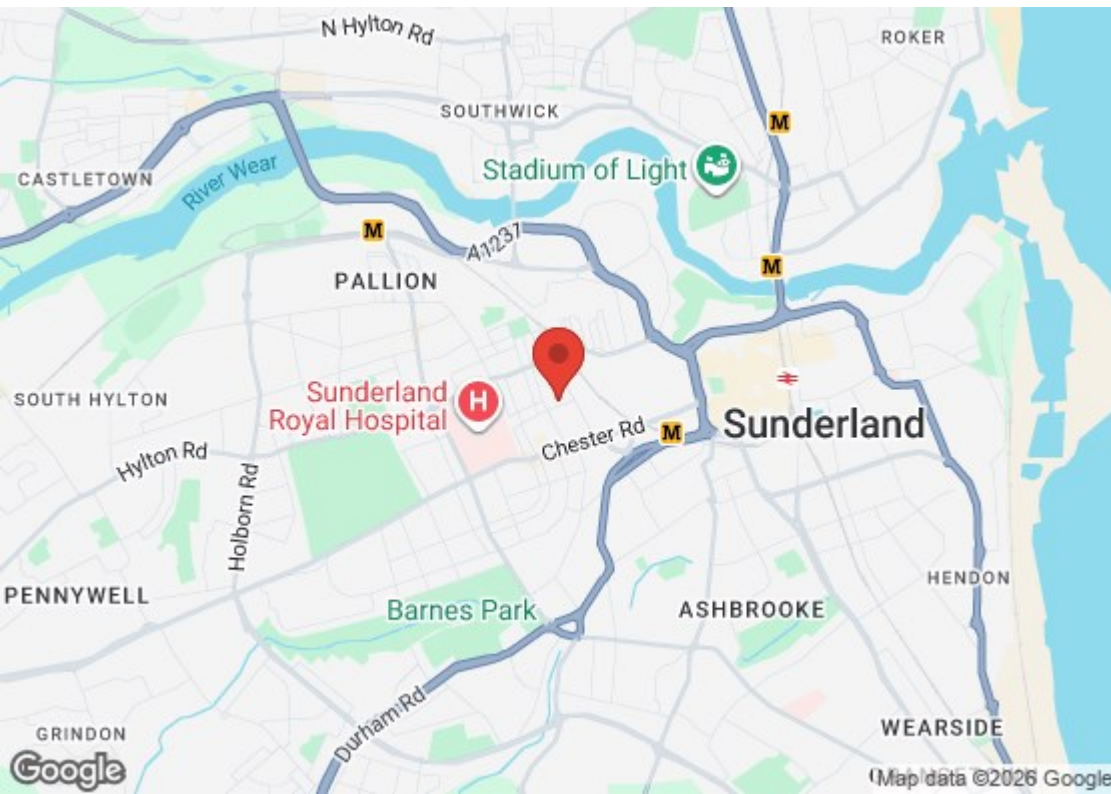 N Hylton Rd
ROKER
SOUTHWICK
M
Stadium of Light
CASTLETOWN
River Wear
M
A1231
M
PALLION
Sunderland
Royal Hospital
H
SOUTH HYLTON
Chester Rd
M
Sunderland
Hylton Rd
Holborn Rd
HENDON
PENNYWELL
Barnes Park
ASHBROOKE
Durham Rd
GRINDON
WEARSIDE
Google
Map data ©2026 Google